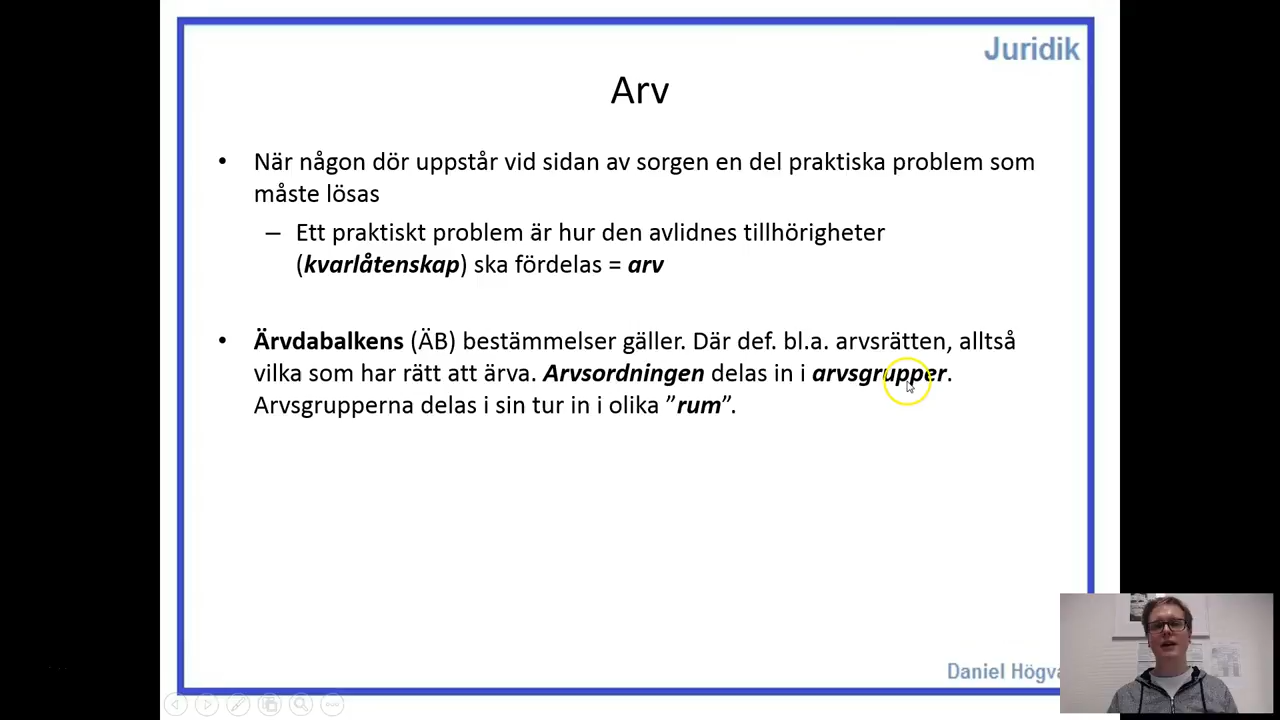 Juridik
Arv
• När någon dör uppstår vid sidan av sorgen en del praktiska problem som
måste lösas
– Ett praktiskt problem är hur den avlidnes tillhörigheter
(kvarlåtenskap) ska fördelas = arv
• Ärvdabalkens (ÄB) bestämmelser gäller. Där def. bl.a. arvsrätten, alltså
vilka som har rätt att ärva. Arvsordningen delas in i arvsgrupper.
Arvsgrupperna delas i sin tur in i olika ”rum”.
Daniel Högva